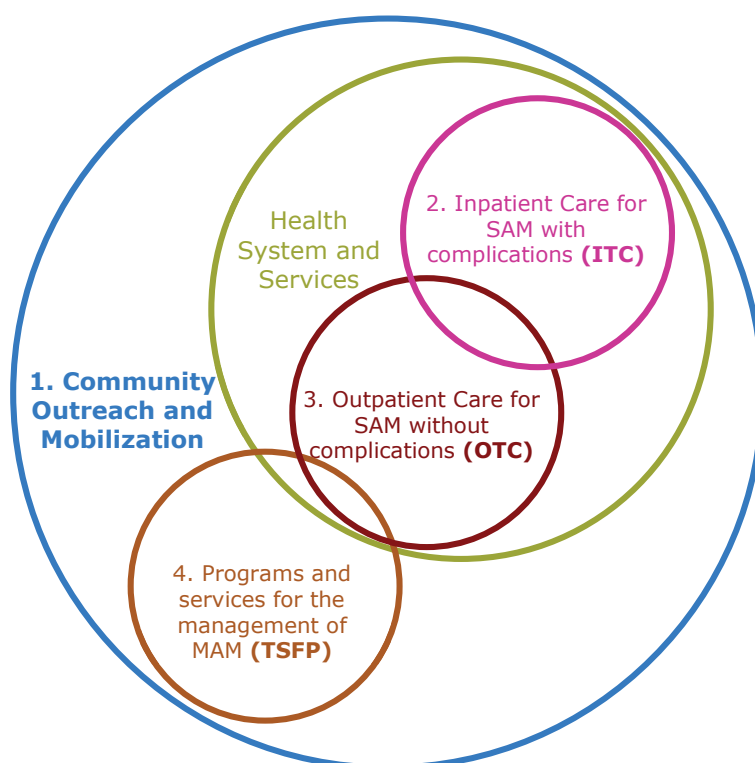 2. Inpatient Care for
SAM with
complications (ITC)
Health
System and
Services
1. Community
Outreach and
Mobilization
3. Outpatient Care for
SAM without
complications (OTC)
4. Programs and
services for the
management of
MAM (TSFP)